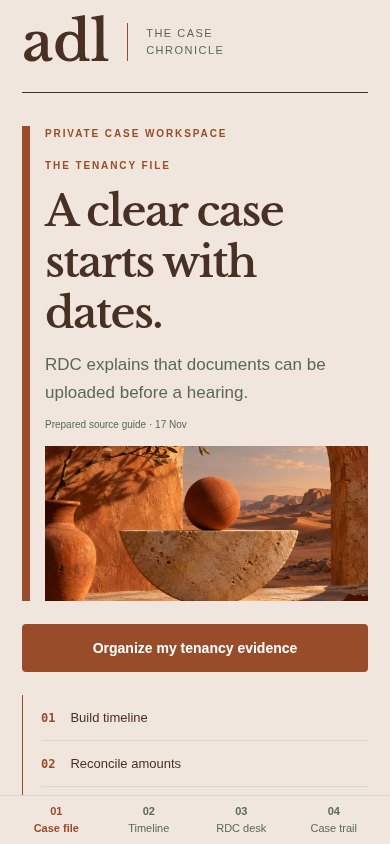 adl
THE CASE
CHRONICLE
PRIVATE CASE WORKSPACE
THE TENANCY FILE
A clear case
starts with
dates.
RDC explains that documents can be
uploaded before a hearing.
Prepared source guide · 17 Nov
Organize my tenancy evidence
01 Build timeline
02 Reconcile amounts
01 02 03 04
Case file Timeline RDC desk Case trail